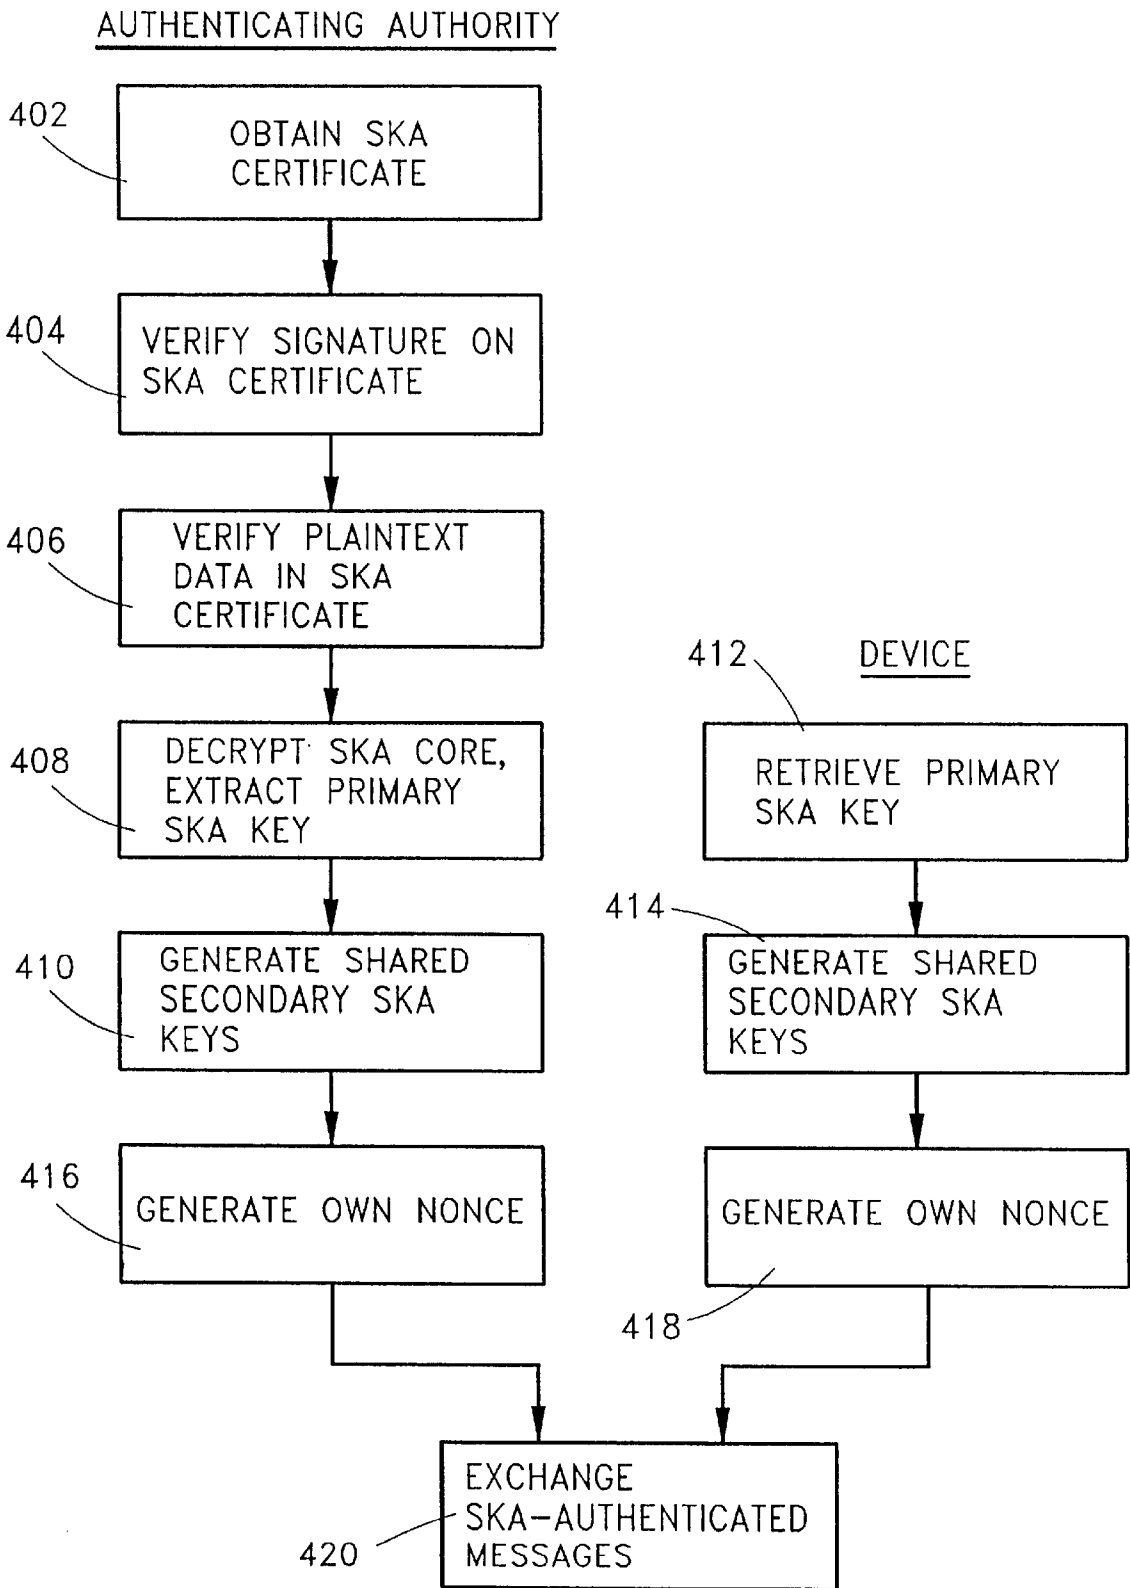 AUTHENTICATING AUTHORITY
402
OBTAIN SKA
CERTIFICATE
404
VERIFY SIGNATURE ON
SKA CERTIFICATE
406
VERIFY PLAINTEXT
DATA IN SKA
CERTIFICATE
408
DECRYPT SKA CORE,
EXTRACT PRIMARY
SKA KEY
410
GENERATE SHARED
SECONDARY SKA
KEYS
416
GENERATE OWN NONCE
412
DEVICE
RETRIEVE PRIMARY
SKA KEY
414
GENERATE SHARED
SECONDARY SKA
KEYS
GENERATE OWN NONCE
418
EXCHANGE
SKA-AUTHENTICATED
MESSAGES
420